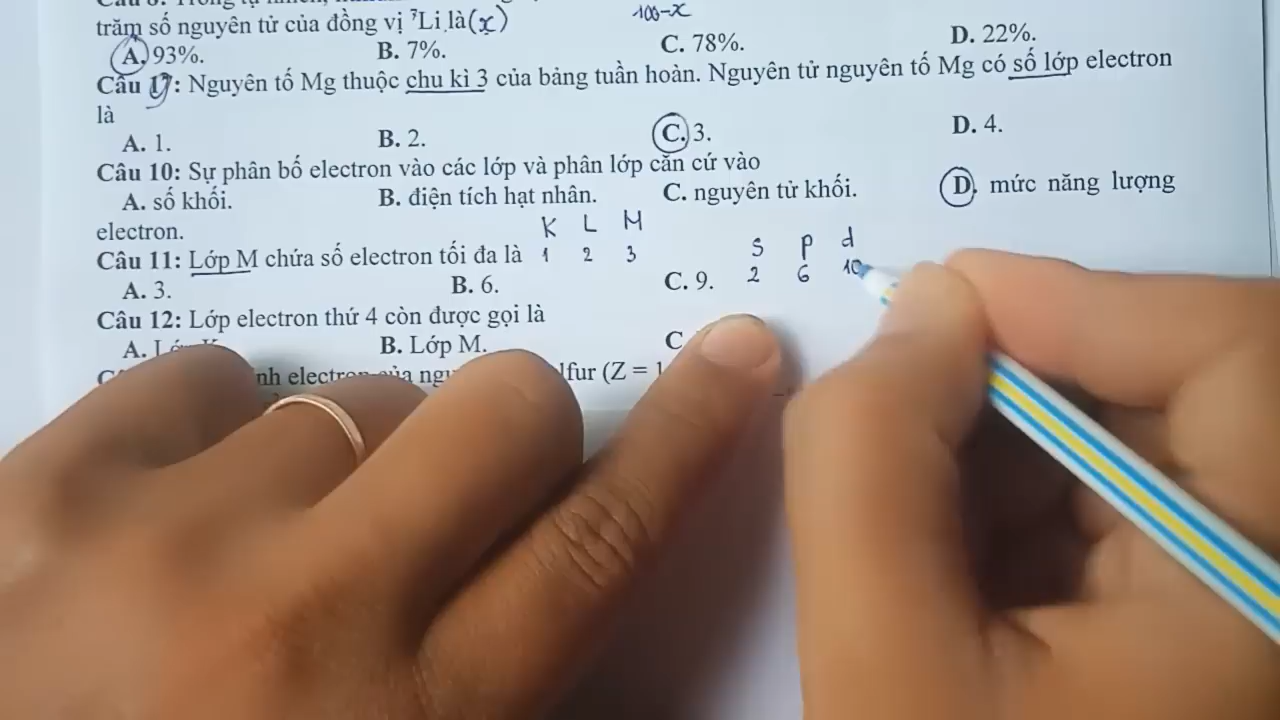 trăm số nguyên tử của đồng vị ⁷Li là (x) 100-x
A. 93%. B. 7%. C. 78%. D. 22%.
Câu : Nguyên tố Mg thuộc chu kì 3 của bảng tuần hoàn. Nguyên tử nguyên tố Mg có số lớp electron
là
A. 1. B. 2. C. 3. D. 4.
Câu 10: Sự phân bố electron vào các lớp và phân lớp căn cứ vào
A. số khối. B. điện tích hạt nhân. C. nguyên tử khối. D. mức năng lượng
electron.
K L M
Câu 11: Lớp M chứa số electron tối đa là 1 2 3 s p d
A. 3. B. 6. C. 9. 2 6 10
Câu 12: Lớp electron thứ 4 còn được gọi là
A. B. Lớp M. C
electron của (Z =